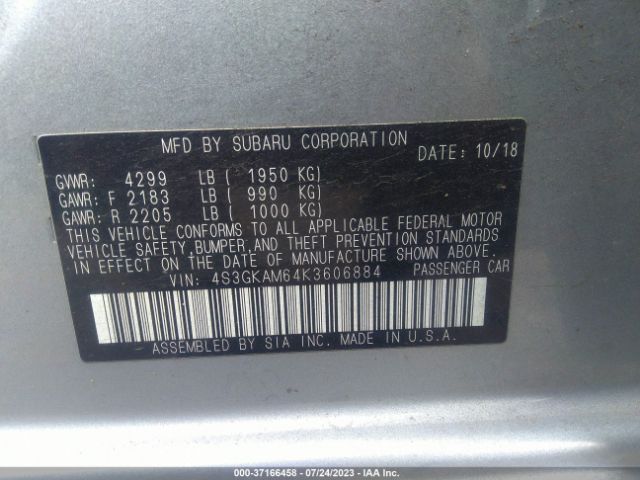 MFD BY SUBARU CORPORATION
DATE: 10/18
GVWR: 4299 LB ( 1950 KG)
GAWR: F 2183 LB ( 990 KG)
GAWR: R 2205 LB ( 1000 KG)
THIS VEHICLE CONFORMS TO ALL APPLICABLE FEDERAL MOTOR
VEHICLE SAFETY, BUMPER, AND THEFT PREVENTION STANDARDS
IN EFFECT ON THE DATE OF MANUFACTURE SHOWN ABOVE.
VIN: 4S3GKAM64K3606884 PASSENGER CAR
ASSEMBLED BY SIA INC. MADE IN U.S.A.
000-37166458 - 07/24/2023 - IAA Inc.